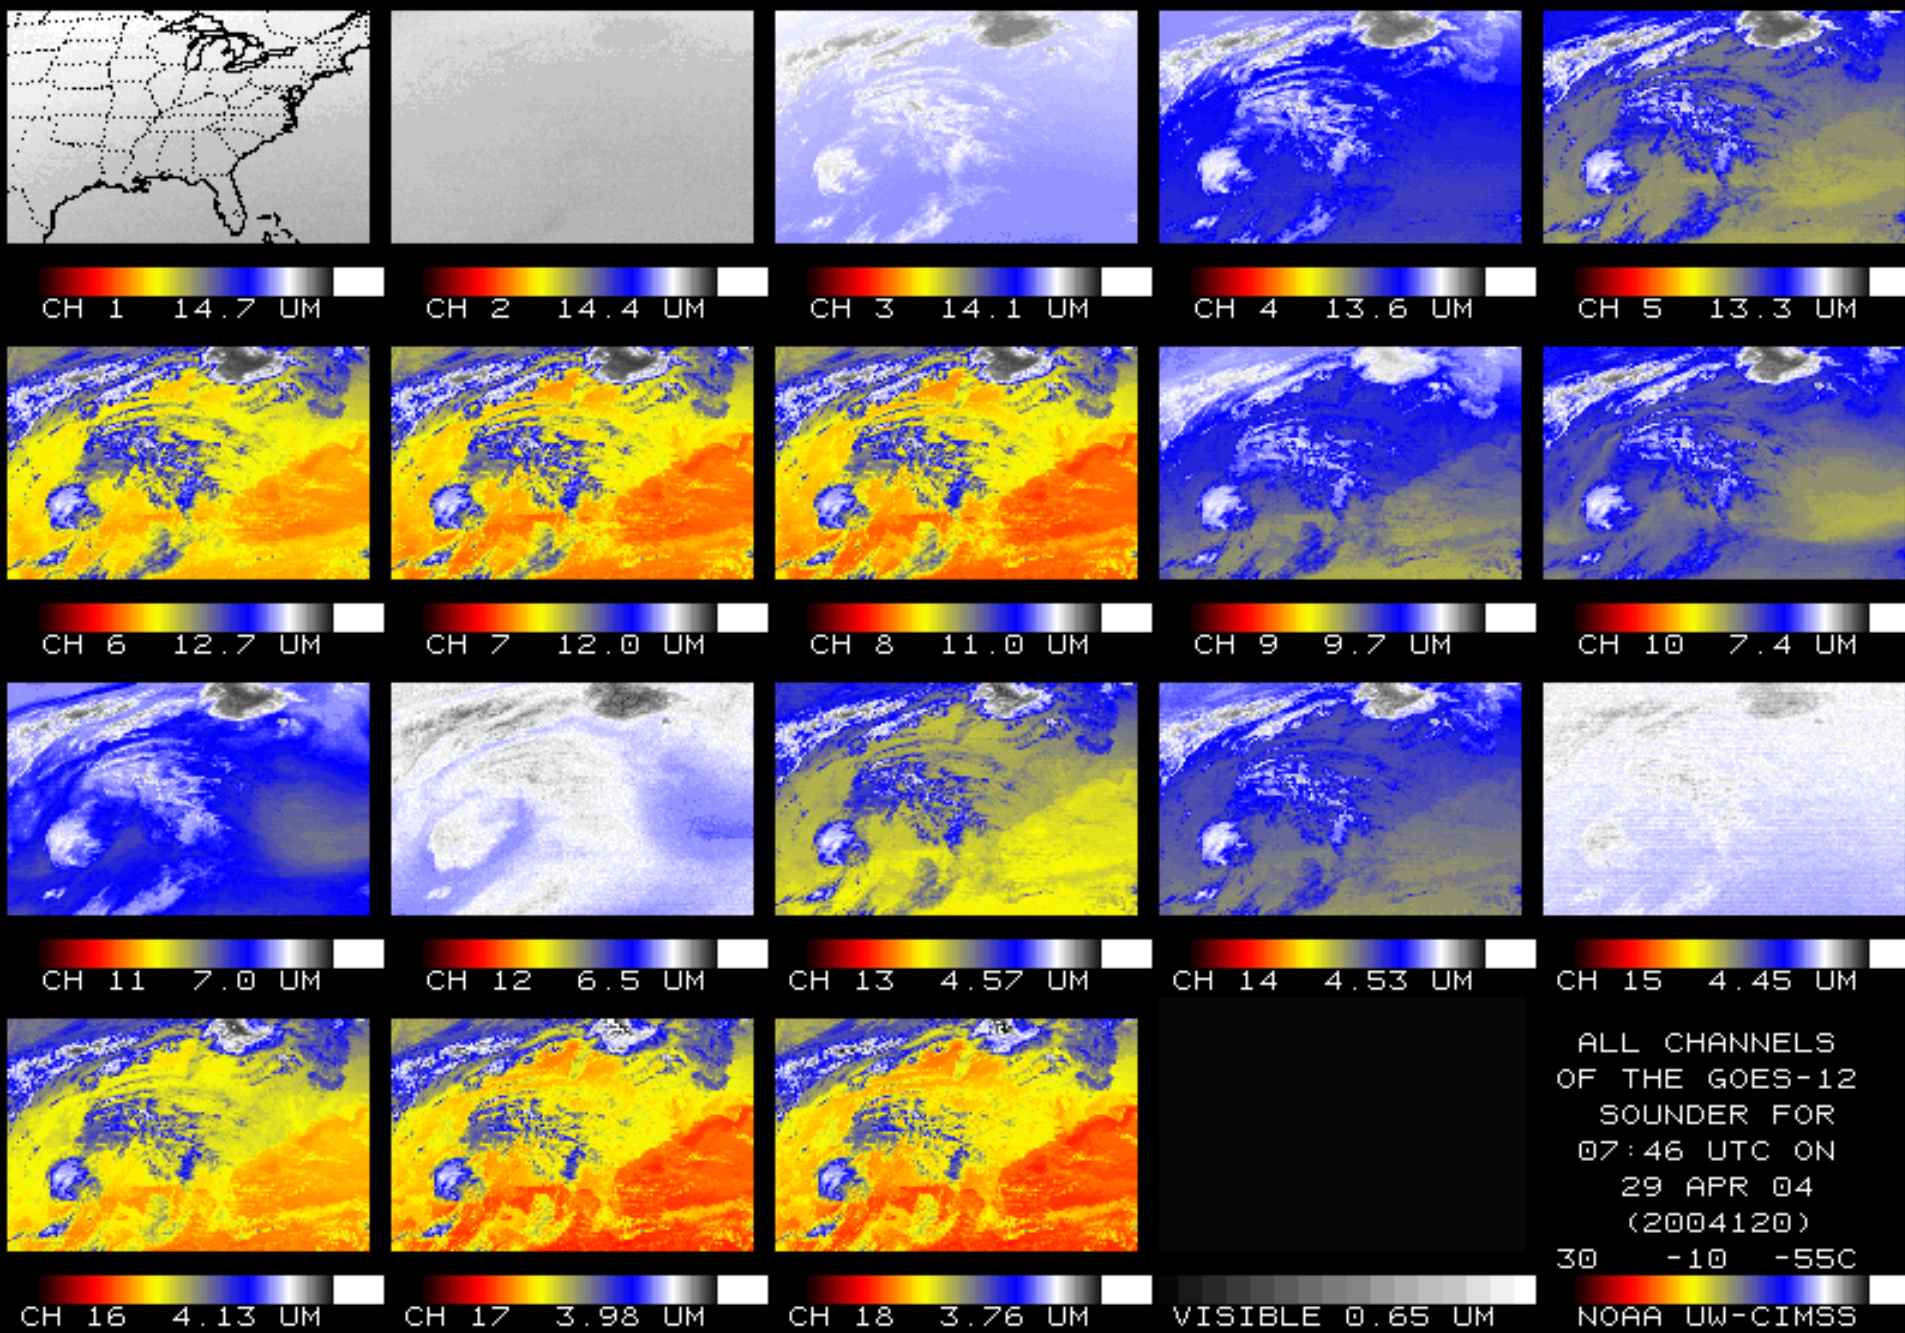 CH 1 14.7 UM
CH 2 14.4 UM
CH 3 14.1 UM
CH 4 13.6 UM
CH 5 13.3 UM
CH 6 12.7 UM
CH 7 12.0 UM
CH 8 11.0 UM
CH 9 9.7 UM
CH 10 7.4 UM
CH 11 7.0 UM
CH 12 6.5 UM
CH 13 4.57 UM
CH 14 4.53 UM
CH 15 4.45 UM
CH 16 4.13 UM
CH 17 3.98 UM
CH 18 3.76 UM
VISIBLE 0.65 UM
ALL CHANNELS
OF THE GOES-12
SOUNDER FOR
07:46 UTC ON
29 APR 04
(2004120)
30 -10 -55C
NOAA UW-CIMSS